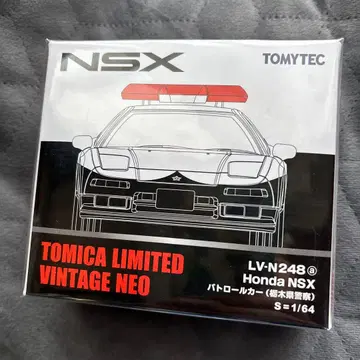 NSX
TOMYTEC
TOMICA LIMITED
VINTAGE NEO
LV-N248ⓐ
Honda NSX
パトロールカー(栃木県警察)
S=1/64